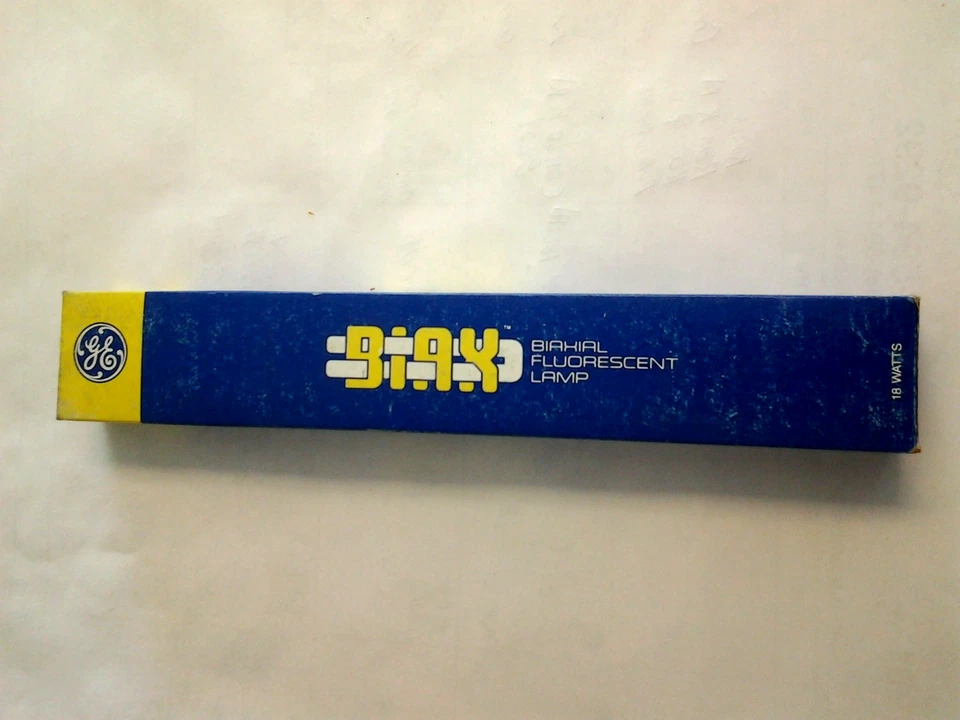 GE
BIAX™
BIAXIAL
FLUORESCENT
LAMP
18 WATTS